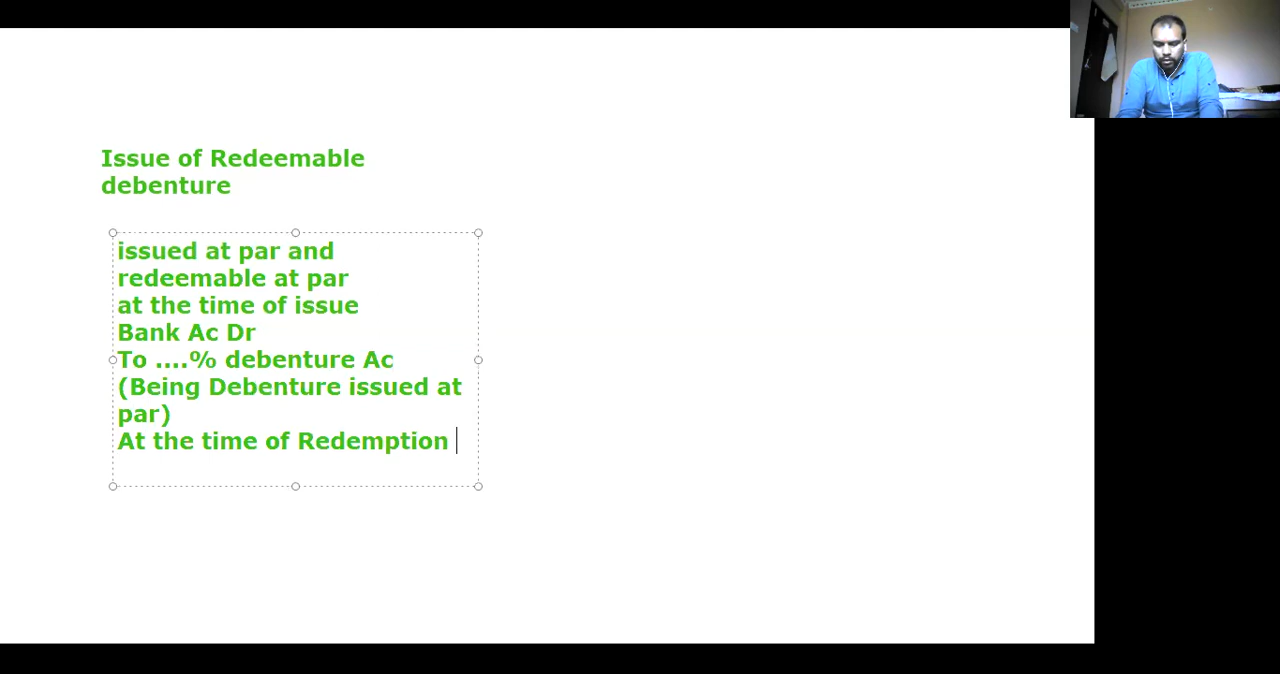 Issue of Redeemable
debenture
issued at par and
redeemable at par
at the time of issue
Bank Ac Dr
To ....% debenture Ac
(Being Debenture issued at
par)
At the time of Redemption